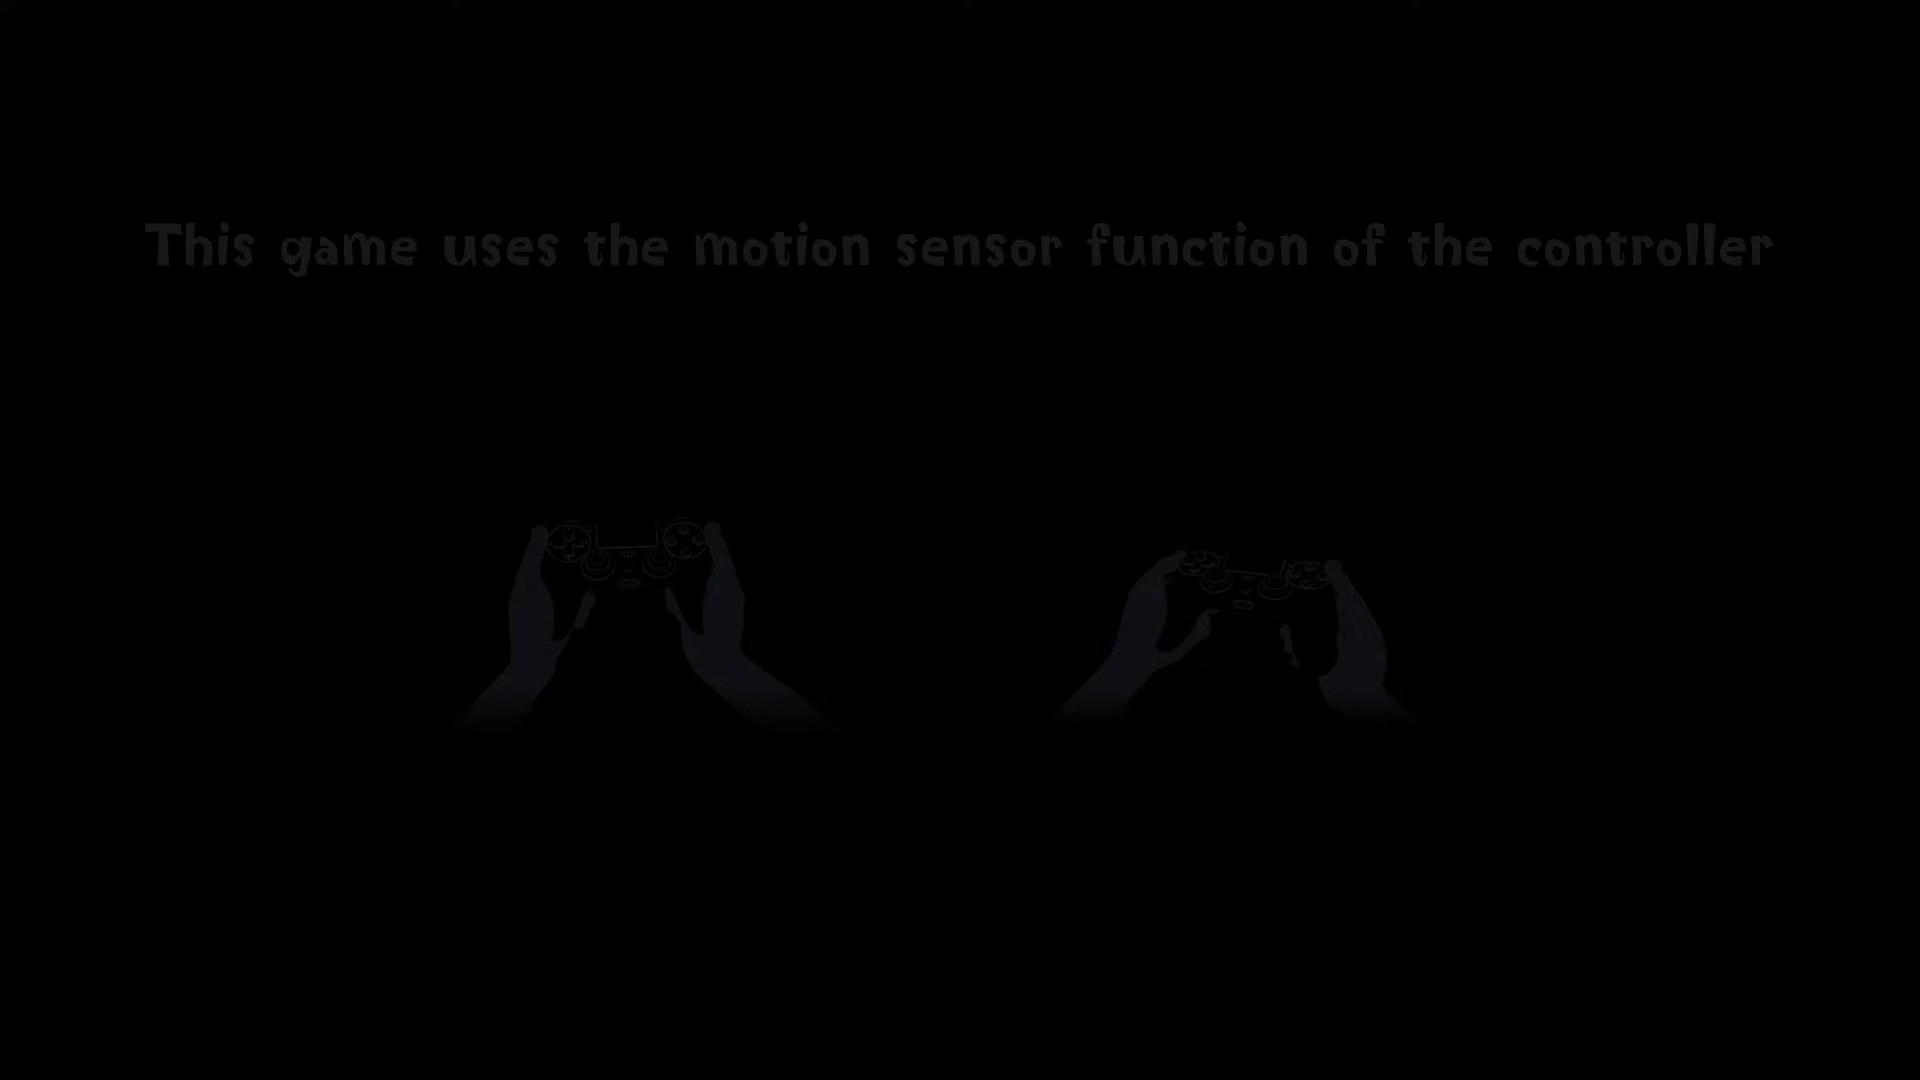 This game uses the motion sensor function of the controller